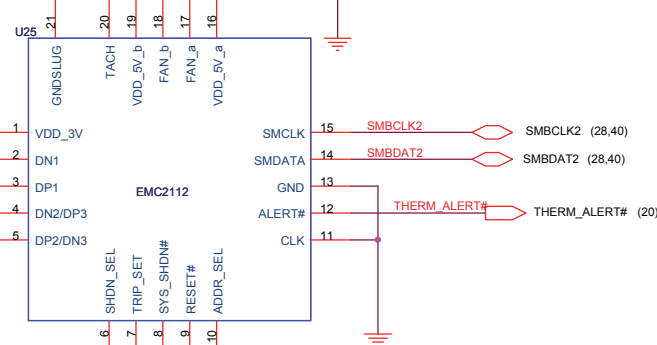 U25
21
20
19
18
17
16
GNDSLUG
TACH
VDD_5V_b
FAN_b
FAN_a
VDD_5V_a
1 VDD_3V
2 DN1
3 DP1
4 DN2/DP3
5 DP2/DN3
EMC2112
SMCLK 15 SMBCLK2 SMBCLK2 (28,40)
SMDATA 14 SMBDAT2 SMBDAT2 (28,40)
GND 13
ALERT# 12 THERM_ALERT# THERM_ALERT# (20)
CLK 11
SHDN_SEL
TRIP_SET
SYS_SHDN#
RESET#
ADDR_SEL
6
7
8
9
10